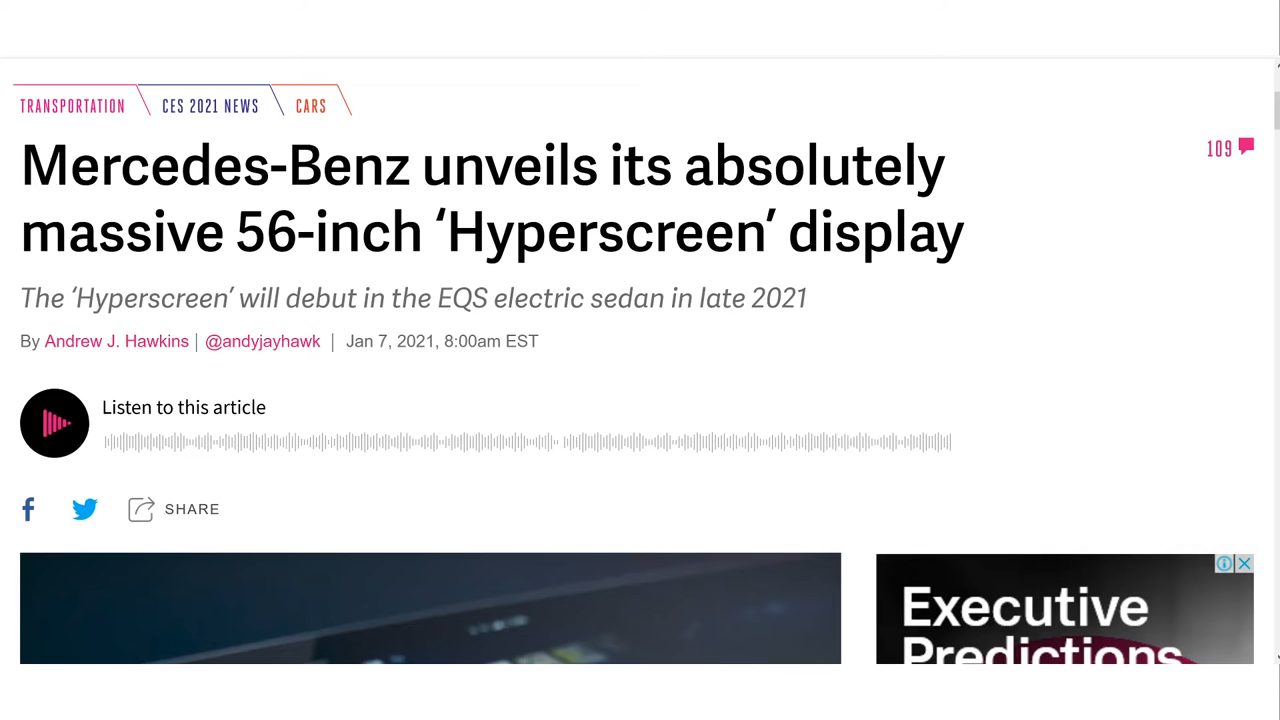 TRANSPORTATION CES 2021 NEWS CARS
Mercedes-Benz unveils its absolutely
massive 56-inch ‘Hyperscreen’ display
109
The ‘Hyperscreen’ will debut in the EQS electric sedan in late 2021
By Andrew J. Hawkins | @andyjayhawk | Jan 7, 2021, 8:00am EST
Listen to this article
SHARE
Executive
Predictions